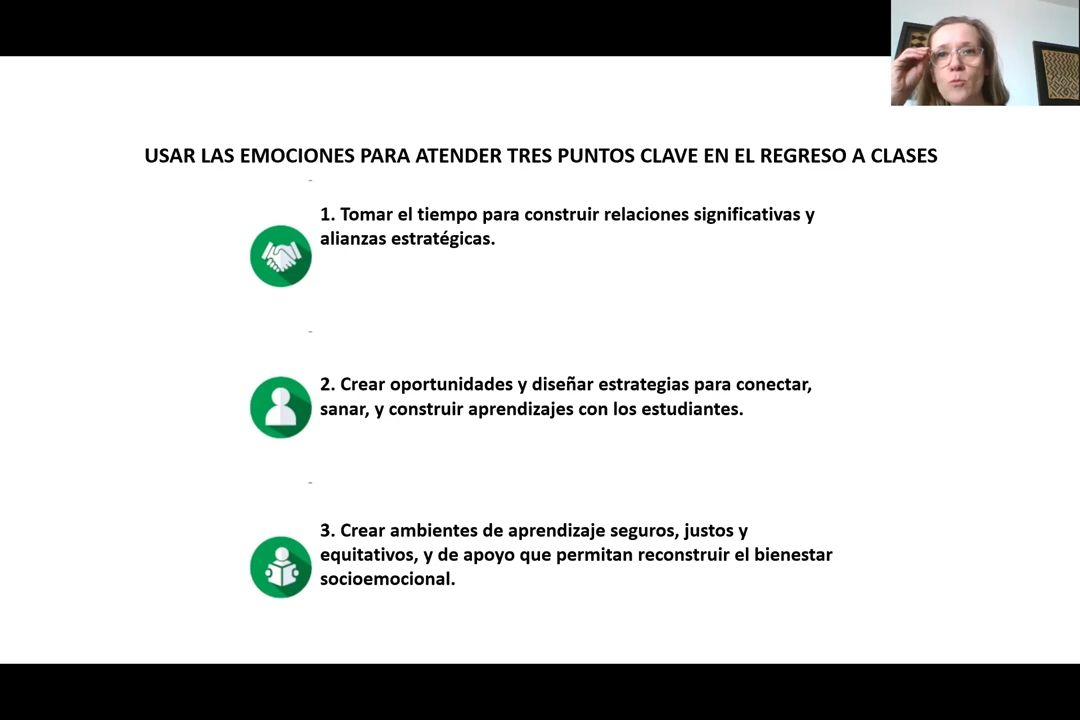 USAR LAS EMOCIONES PARA ATENDER TRES PUNTOS CLAVE EN EL REGRESO A CLASES
1. Tomar el tiempo para construir relaciones significativas y
alianzas estratégicas.
2. Crear oportunidades y diseñar estrategias para conectar,
sanar, y construir aprendizajes con los estudiantes.
3. Crear ambientes de aprendizaje seguros, justos y
equitativos, y de apoyo que permitan reconstruir el bienestar
socioemocional.